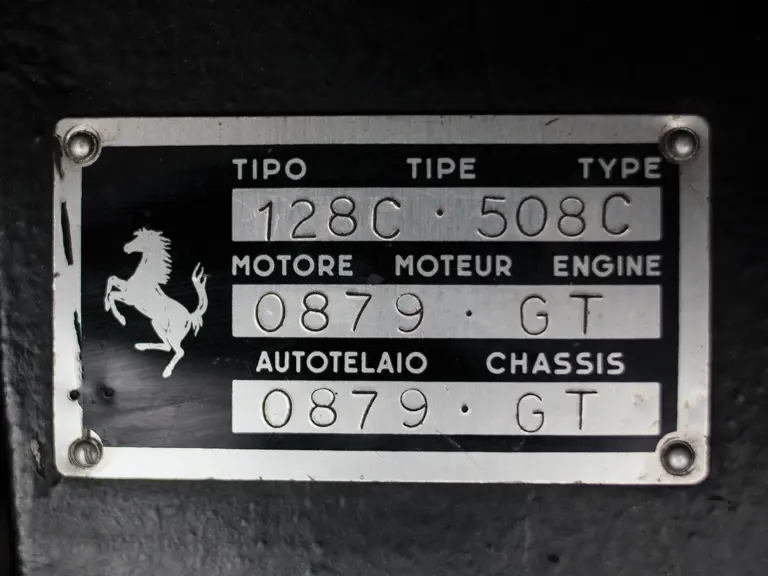 TIPO TIPE TYPE
128C · 508C
MOTORE MOTEUR ENGINE
0879 · GT
AUTOTELAIO CHASSIS
0879 · GT